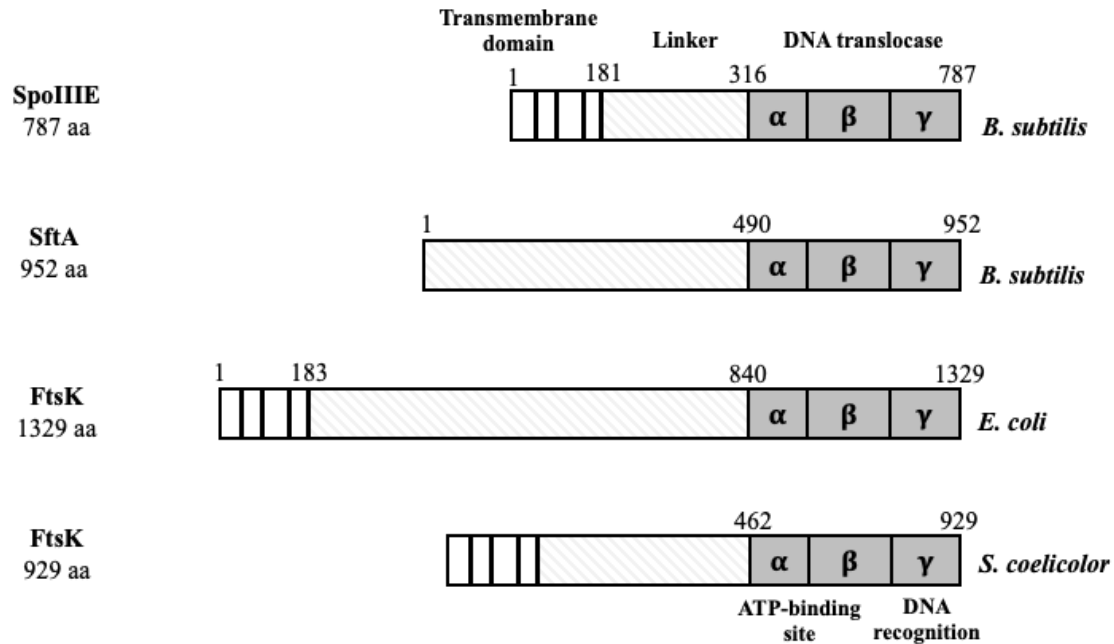 Transmembrane
domain
Linker
DNA translocase
1 181 316 787
SpoIIIE
787 aa
α β γ
B. subtilis
1 490 952
SftA
952 aa
α β γ
B. subtilis
1 183 840 1329
FtsK
1329 aa
α β γ
E. coli
462 929
FtsK
929 aa
α β γ
S. coelicolor
ATP-binding
site
DNA
recognition